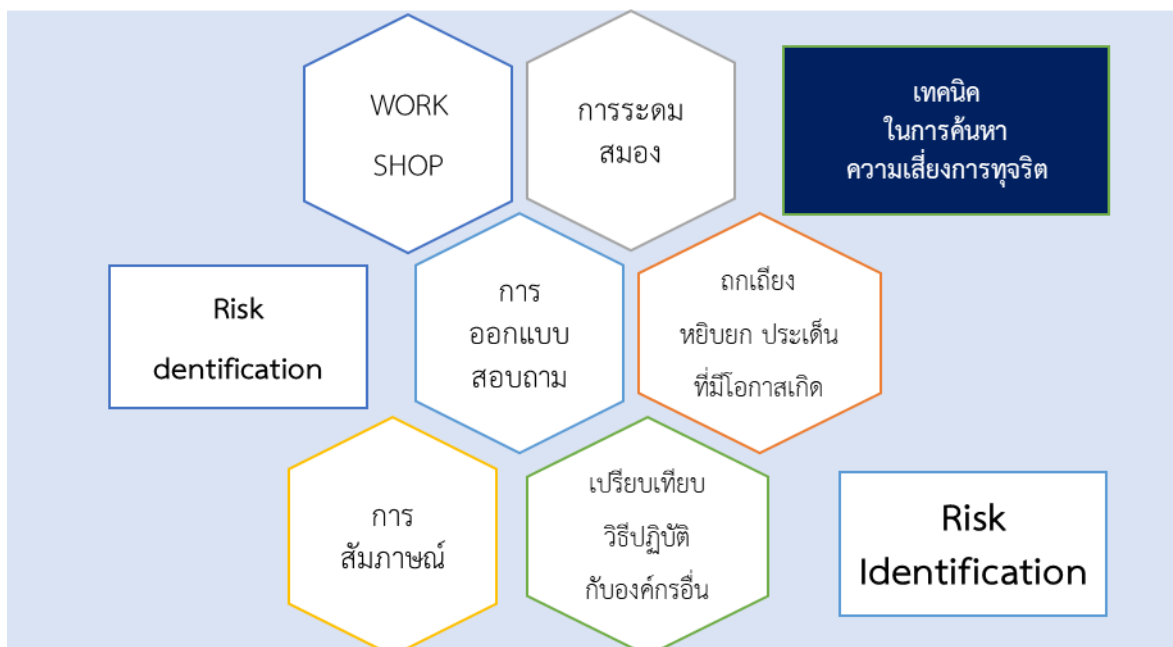 WORK
SHOP
การระดม
สมอง
เทคนิค
ในการค้นหา
ความเสี่ยงการทุจริต
Risk
dentification
การ
ออกแบบ
สอบถาม
ถกเถียง
หยิบยก ประเด็น
ที่มีโอกาสเกิด
การ
สัมภาษณ์
เปรียบเทียบ
วิธีปฏิบัติ
กับองค์กรอื่น
Risk
Identification